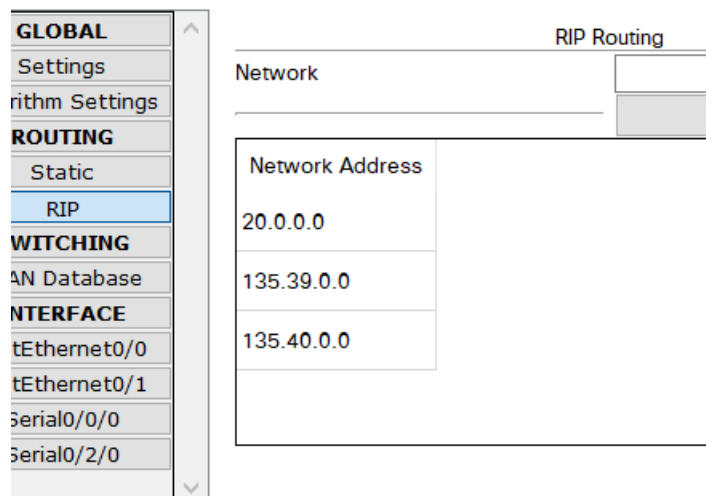 GLOBAL
Settings
rithm Settings
ROUTING
Static
RIP
WITCHING
AN Database
NTERFACE
tEthernet0/0
tEthernet0/1
Serial0/0/0
Serial0/2/0
RIP Routing
Network
Network Address
20.0.0.0
135.39.0.0
135.40.0.0